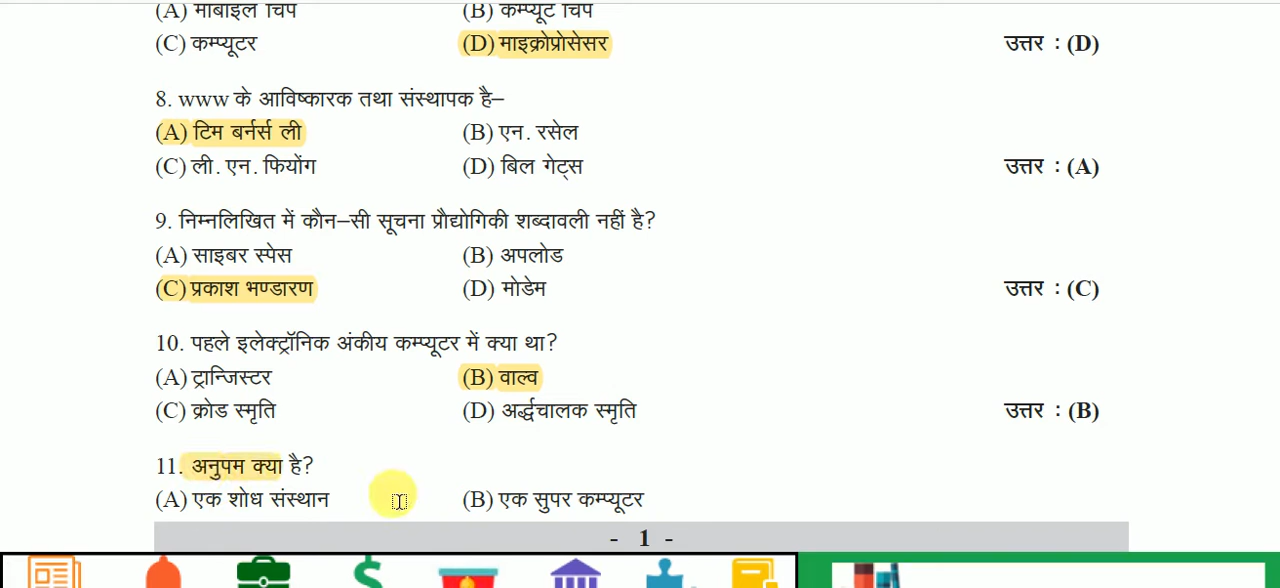 (A) मोबाइल चिप (B) कम्प्यूट चिप
(C) कम्प्यूटर (D) माइक्रोप्रोसेसर उत्तर : (D)
8. www के आविष्कारक तथा संस्थापक है–
(A) टिम बर्नर्स ली (B) एन. रसेल
(C) ली. एन. फियोंग (D) बिल गेट्स उत्तर : (A)
9. निम्नलिखित में कौन–सी सूचना प्रौद्योगिकी शब्दावली नहीं है?
(A) साइबर स्पेस (B) अपलोड
(C) प्रकाश भण्डारण (D) मोडेम उत्तर : (C)
10. पहले इलेक्ट्रॉनिक अंकीय कम्प्यूटर में क्या था?
(A) ट्रान्जिस्टर (B) वाल्व
(C) क्रोड स्मृति (D) अर्द्धचालक स्मृति उत्तर : (B)
11. अनुपम क्या है?
(A) एक शोध संस्थान (B) एक सुपर कम्प्यूटर
- 1 -